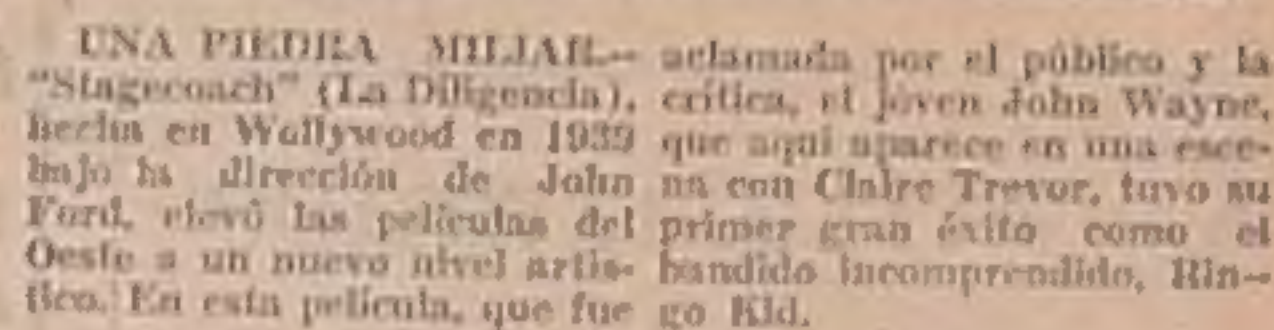 UNA PIEDRA MILIAR.—
"Stagecoach" (La Diligencia),
hecha en Wallywood en 1939
bajo la dirección de John
Ford, elevó las películas del
Oeste a un nuevo nivel artís-
tico. En esta película, que fue
aclamada por el público y la
crítica, el joven John Wayne,
que aquí aparece en una esce-
na con Claire Trevor, tuvo su
primer gran éxito como el
bandido incomprendido, Rin-
go Kid.